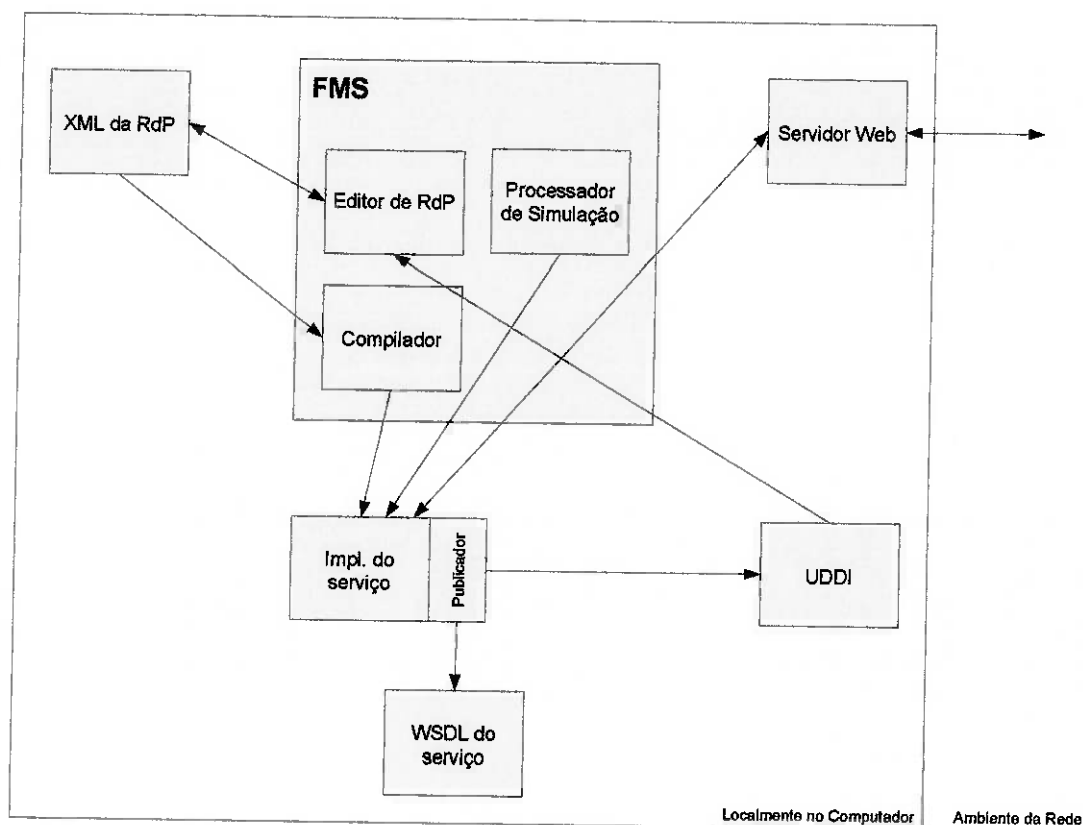 FMS
XML da RdP
Servidor Web
Editor de RdP
Processador
de Simulação
Compilador
Impl. do
serviço
Publicador
UDDI
WSDL do
serviço
Localmente no Computador
Ambiente da Rede